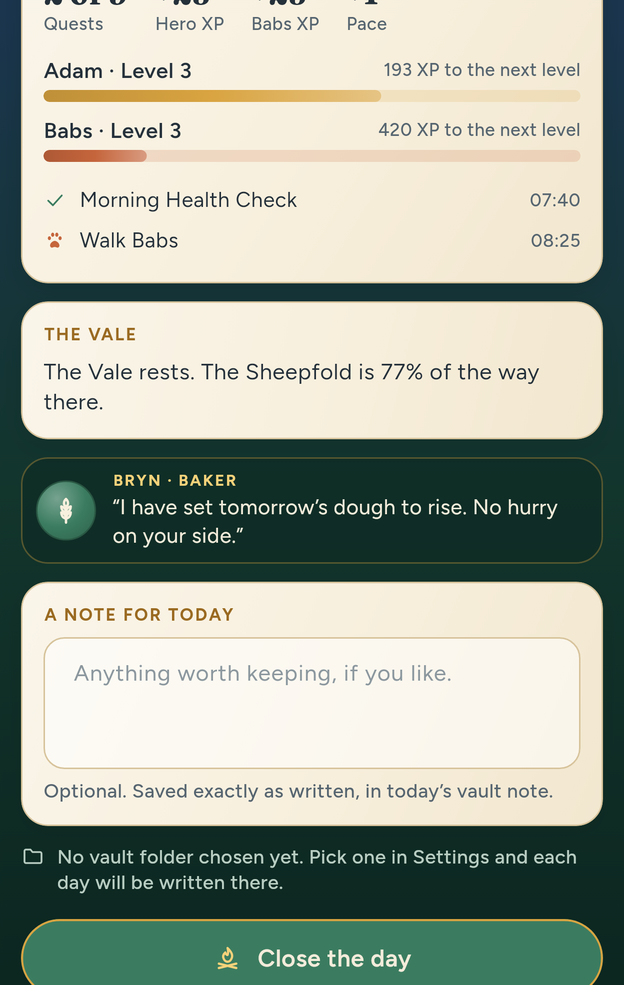 Quests Hero XP Babs XP Pace
Adam · Level 3 193 XP to the next level
Babs · Level 3 420 XP to the next level
Morning Health Check 07:40
Walk Babs 08:25
THE VALE
The Vale rests. The Sheepfold is 77% of the way
there.
BRYN · BAKER
“I have set tomorrow’s dough to rise. No hurry
on your side.”
A NOTE FOR TODAY
Anything worth keeping, if you like.
Optional. Saved exactly as written, in today’s vault note.
No vault folder chosen yet. Pick one in Settings and each
day will be written there.
Close the day